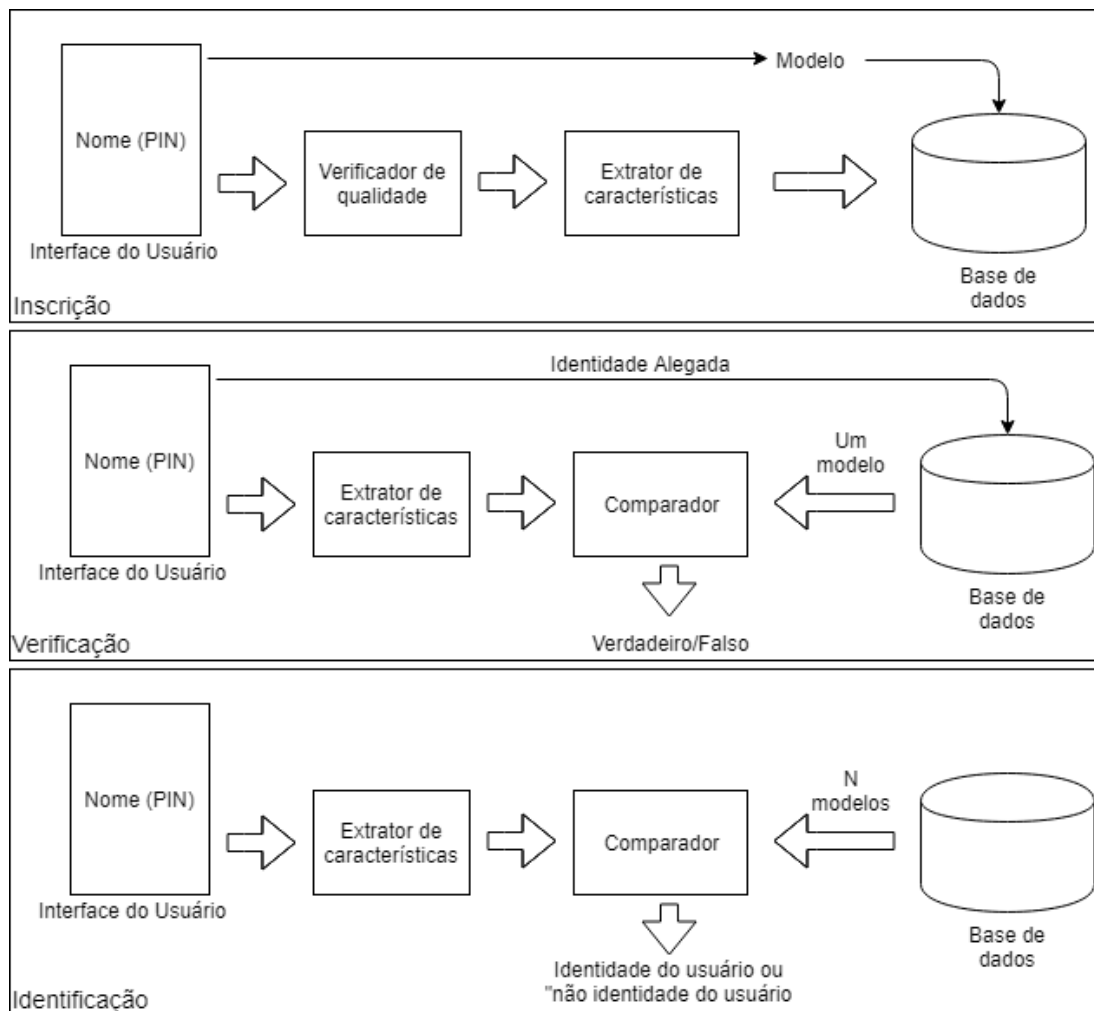 Modelo
Nome (PIN)
Verificador de
qualidade
Extrator de
características
Interface do Usuário
Base de
dados
Inscrição
Identidade Alegada
Um
modelo
Nome (PIN)
Extrator de
características
Comparador
Interface do Usuário
Base de
dados
Verificação
Verdadeiro/Falso
N
modelos
Nome (PIN)
Extrator de
características
Comparador
Interface do Usuário
Base de
dados
Identidade do usuário ou
"não identidade do usuário
Identificação